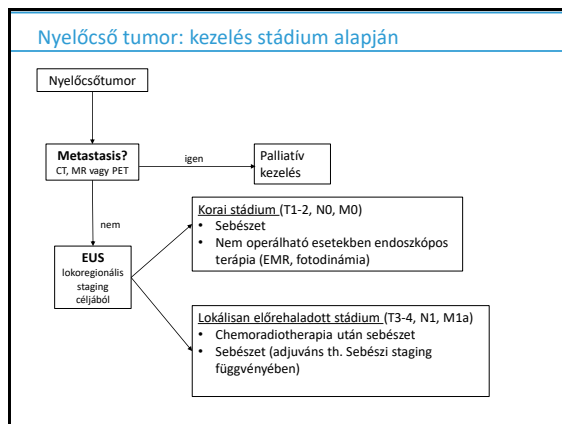 Nyelőcső tumor: kezelés stádium alapján
Nyelőcsőtumor
Metastasis?
CT, MR vagy PET
igen
Palliatív
kezelés
nem
EUS
lokoregionális
staging
céljából
Korai stádium (T1-2, N0, M0)
• Sebészet
• Nem operálható esetekben endoszkópos
terápia (EMR, fotodinámia)
Lokálisan előrehaladott stádium (T3-4, N1, M1a)
• Chemoradiotherapia után sebészet
• Sebészet (adjuváns th. Sebészi staging
függvényében)